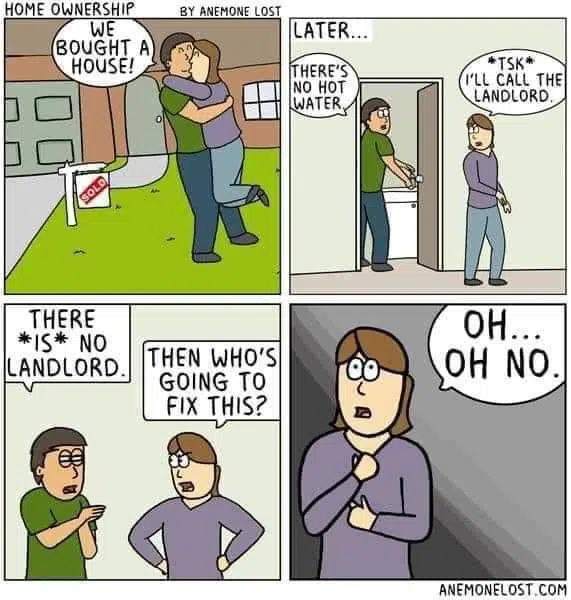 HOME OWNERSHIP
BY ANEMONE LOST
WE
BOUGHT A
HOUSE!
SOLD
LATER...
THERE'S
NO HOT
WATER.
*TSK*
I'LL CALL THE
LANDLORD.
THERE
*IS* NO
LANDLORD.
THEN WHO'S
GOING TO
FIX THIS?
OH...
OH NO.
ANEMONELOST.COM